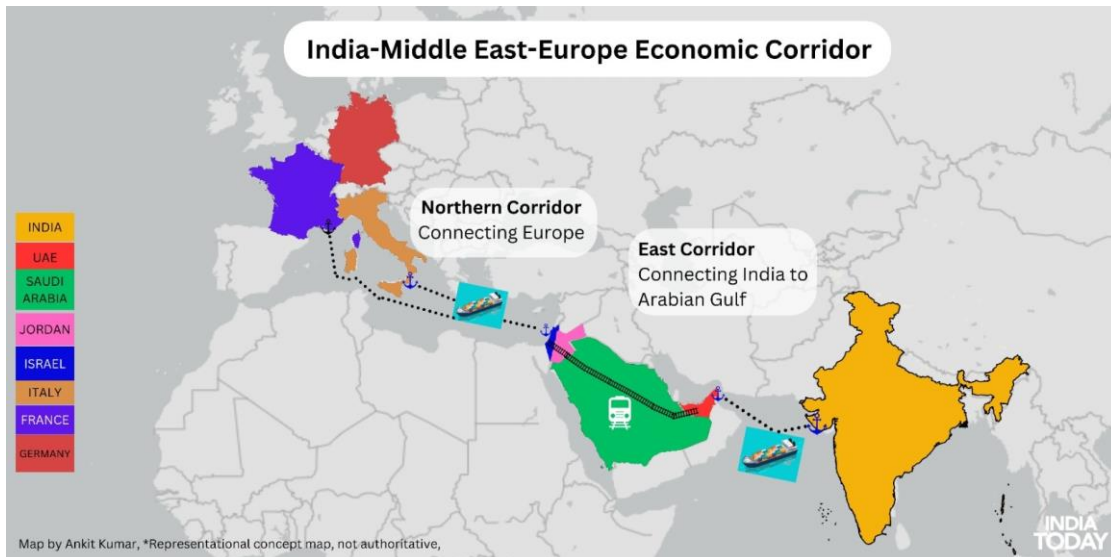 India-Middle East-Europe Economic Corridor
Northern Corridor
Connecting Europe
East Corridor
Connecting India to
Arabian Gulf
INDIA
UAE
SAUDI
ARABIA
JORDAN
ISRAEL
ITALY
FRANCE
GERMANY
Map by Ankit Kumar, *Representational concept map, not authoritative,
INDIA
TODAY